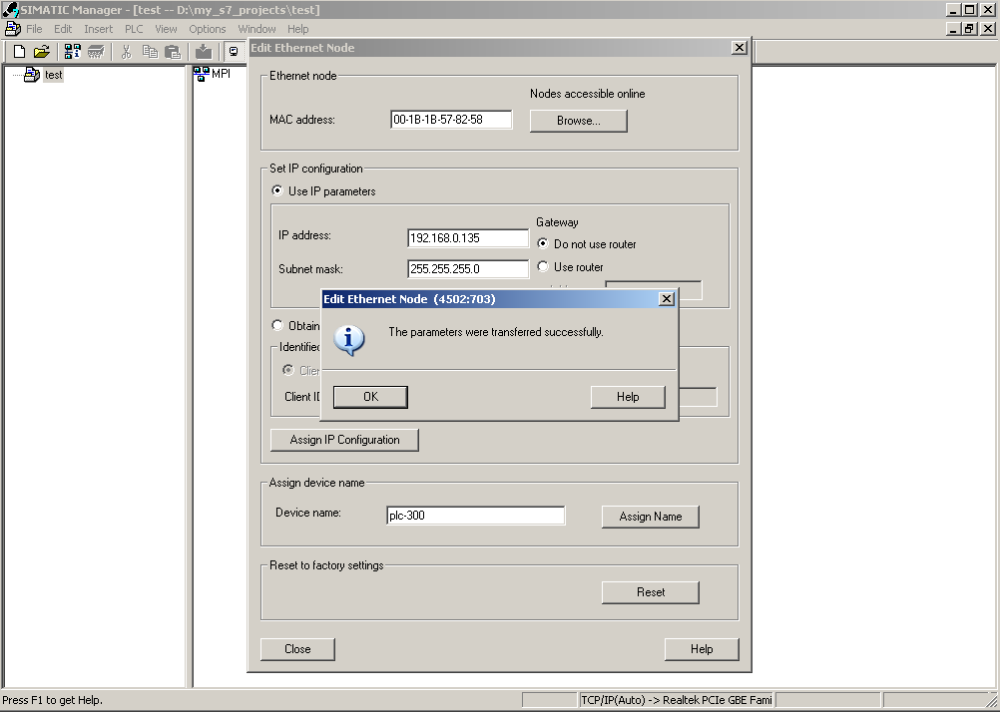 SIMATIC Manager - [test -- D:\my_s7_projects\test]
File Edit Insert PLC View Options Window Help
Edit Ethernet Node
test
MPI
Ethernet node
Nodes accessible online
MAC address:
00-1B-1B-57-82-58
Browse...
Set IP configuration
Use IP parameters
Gateway
IP address:
192.168.0.135
Do not use router
Subnet mask:
255.255.255.0
Use router
Edit Ethernet Node (4502:703)
The parameters were transferred successfully.
OK
Help
Obtain
Identified
Client
Client ID
Assign IP Configuration
Assign device name
Device name:
plc-300
Assign Name
Reset to factory settings
Reset
Close
Help
Press F1 to get Help.
TCP/IP(Auto) -> Realtek PCIe GBE Fami